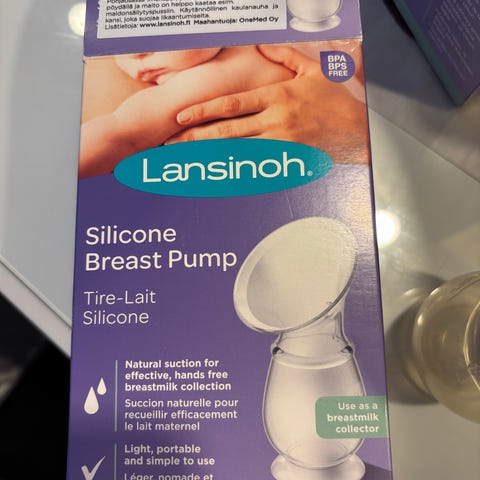 pöydällä ja maito on helppo kaataa esim.
maidonsäilytyspussiin. Käytännöllinen kaulanauha ja
kansi, joka suojaa likaantumiselta.
Lisätietoja: www.lansinoh.fi Maahantuoja: OneMed Oy
BPA
BPS
FREE
Lansinoh®
Silicone
Breast Pump
Tire-Lait
Silicone
Natural suction for
effective, hands free
breastmilk collection
Succion naturelle pour
recueillir efficacement
le lait maternel
Use as a
breastmilk
collector
Light, portable
and simple to use
Léger, nomade et